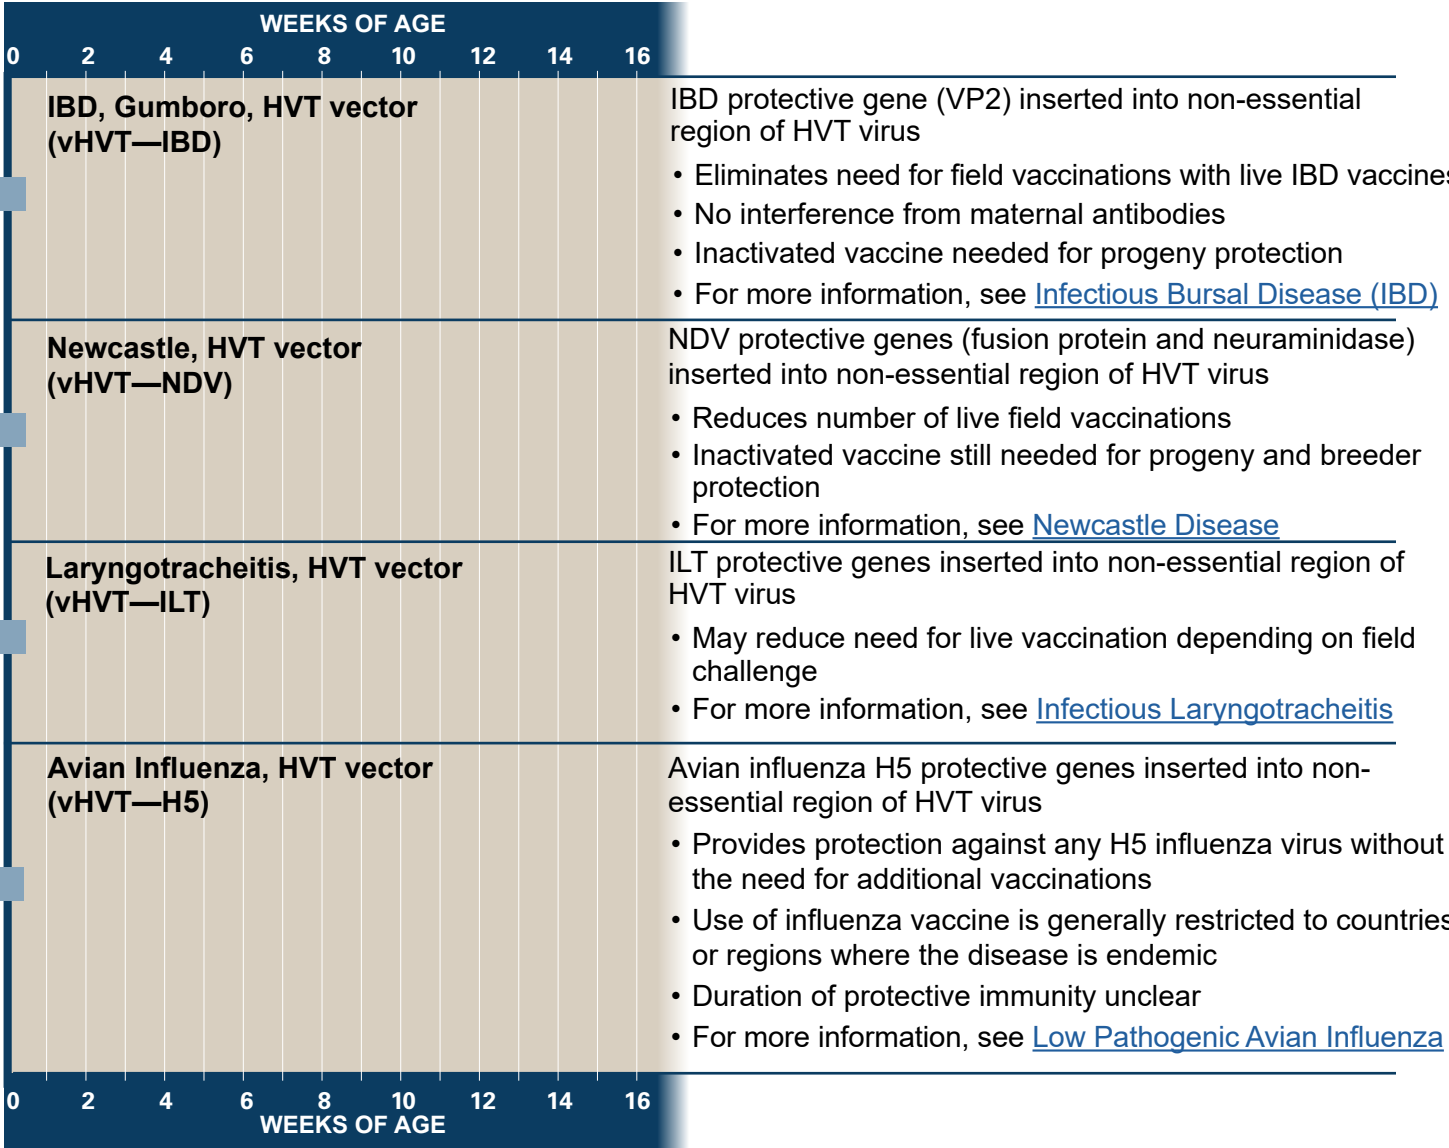 WEEKS OF AGE
0 2 4 6 8 10 12 14 16
IBD, Gumboro, HVT vector
(vHVT—IBD)
IBD protective gene (VP2) inserted into non-essential
region of HVT virus
• Eliminates need for field vaccinations with live IBD vaccines
• No interference from maternal antibodies
• Inactivated vaccine needed for progeny protection
• For more information, see Infectious Bursal Disease (IBD)
Newcastle, HVT vector
(vHVT—NDV)
NDV protective genes (fusion protein and neuraminidase)
inserted into non-essential region of HVT virus
• Reduces number of live field vaccinations
• Inactivated vaccine still needed for progeny and breeder
protection
• For more information, see Newcastle Disease
Laryngotracheitis, HVT vector
(vHVT—ILT)
ILT protective genes inserted into non-essential region of
HVT virus
• May reduce need for live vaccination depending on field
challenge
• For more information, see Infectious Laryngotracheitis
Avian Influenza, HVT vector
(vHVT—H5)
Avian influenza H5 protective genes inserted into non-
essential region of HVT virus
• Provides protection against any H5 influenza virus without
the need for additional vaccinations
• Use of influenza vaccine is generally restricted to countries
or regions where the disease is endemic
• Duration of protective immunity unclear
• For more information, see Low Pathogenic Avian Influenza
0 2 4 6 8 10 12 14 16
WEEKS OF AGE